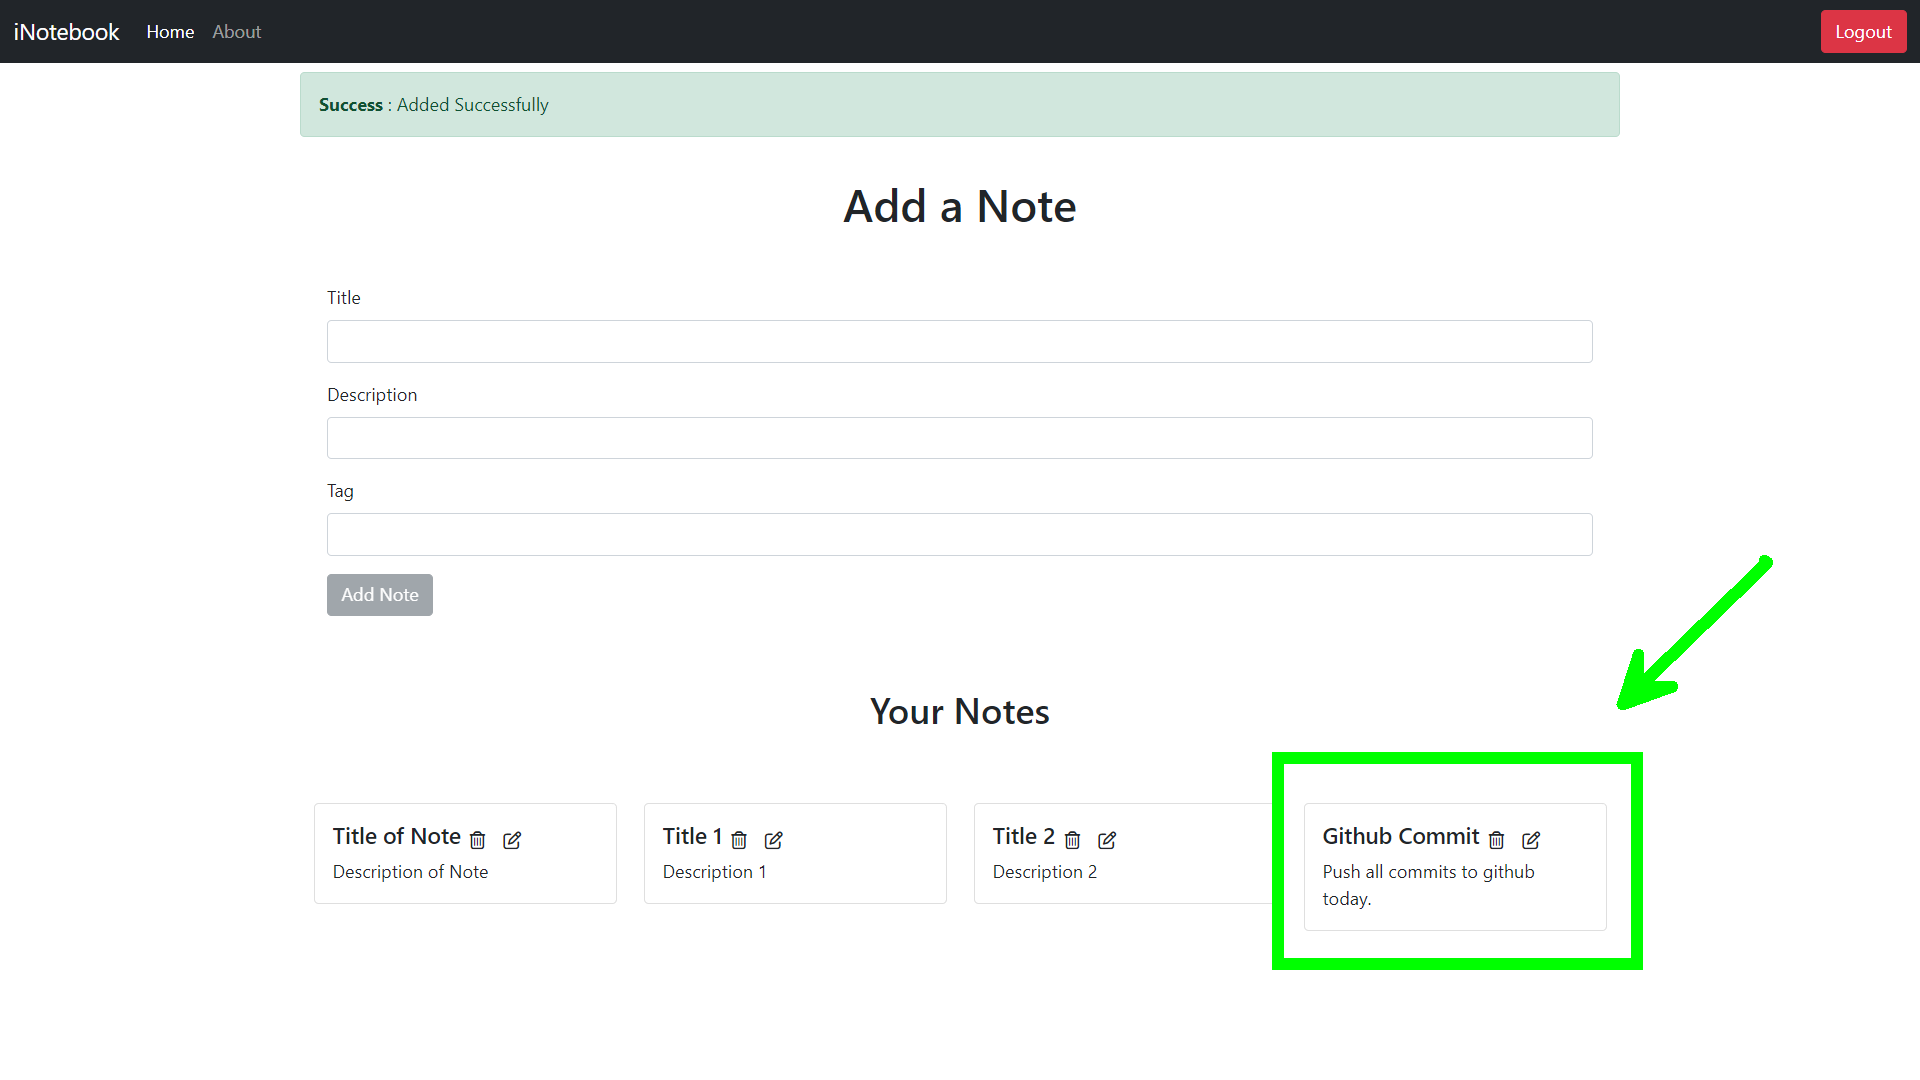 iNotebook Home About Logout
Success : Added Successfully
Add a Note
Title
Description
Tag
Add Note
Your Notes
Title of Note
Description of Note
Title 1
Description 1
Title 2
Description 2
Github Commit
Push all commits to github
today.